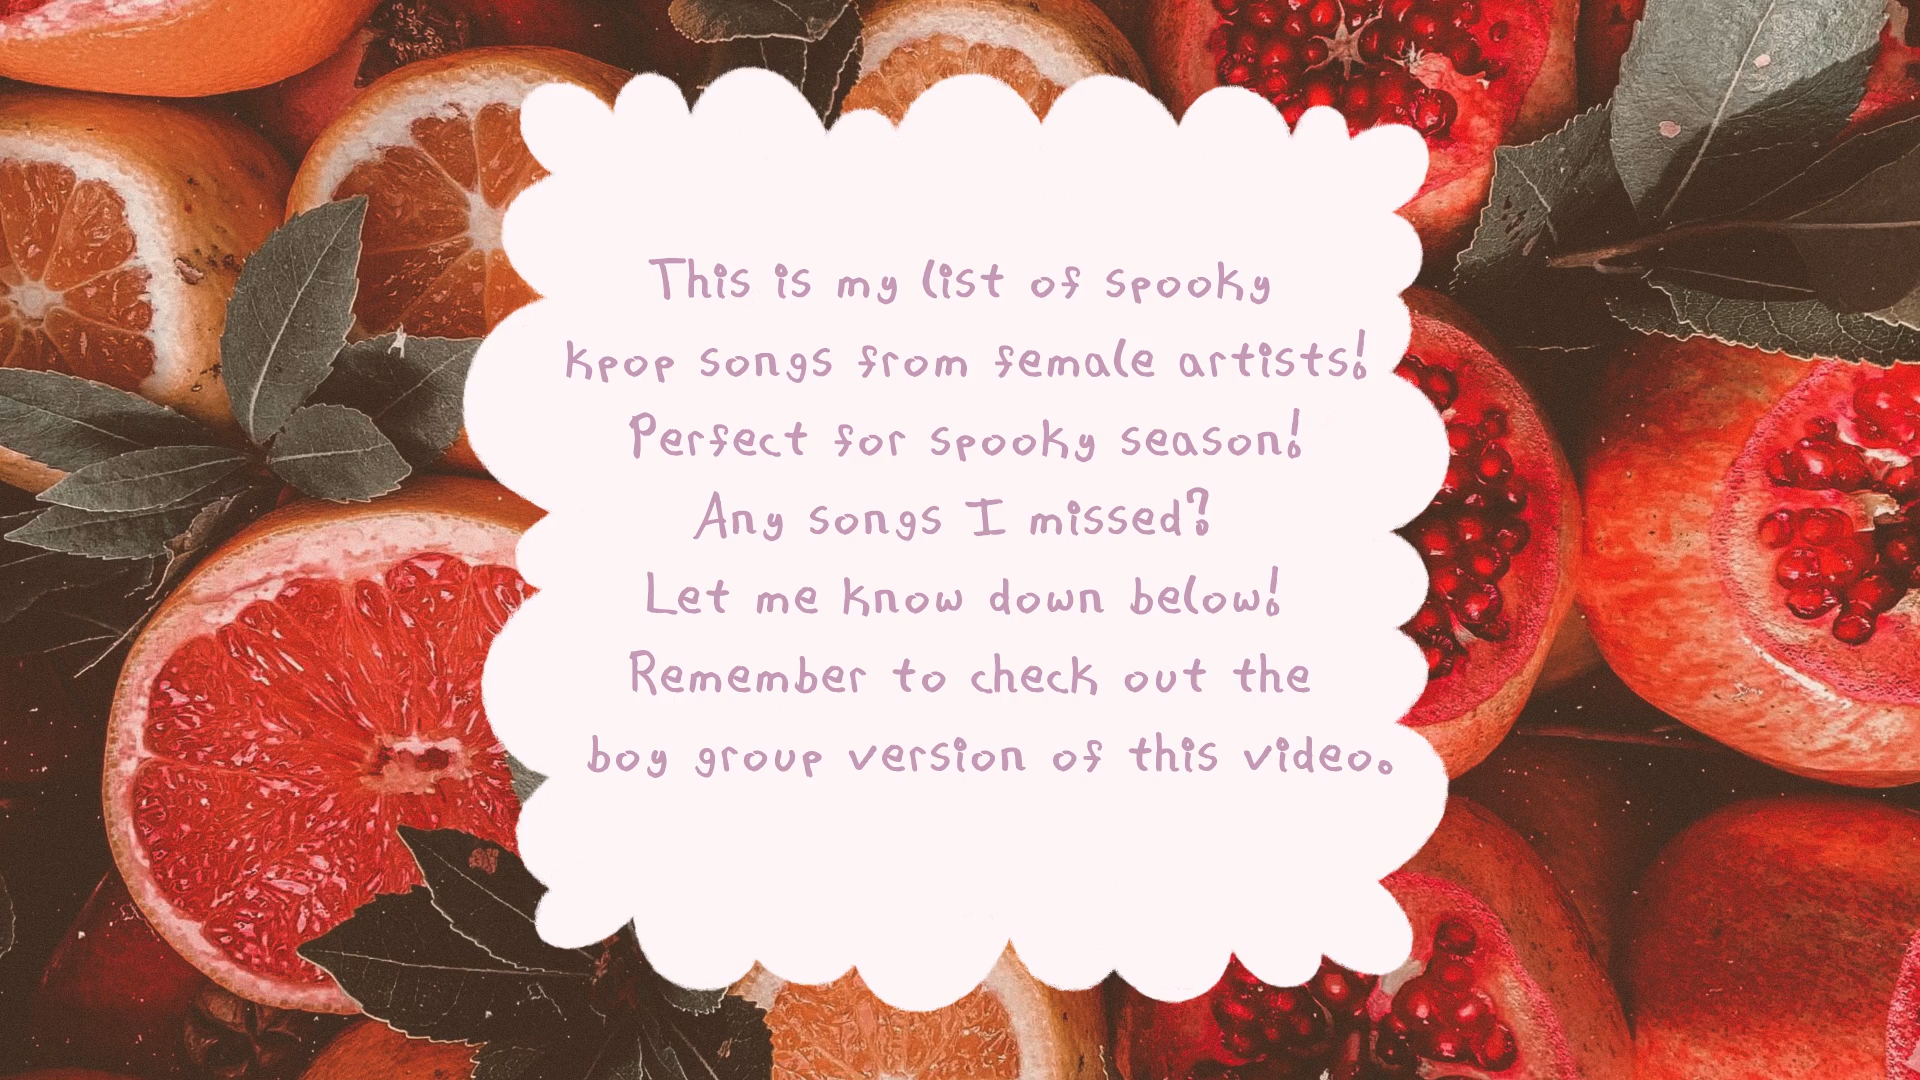 This is my list of spooky
kpop songs from female artists!
Perfect for spooky season!
Any songs I missed?
Let me know down below!
Remember to check out the
boy group version of this video.